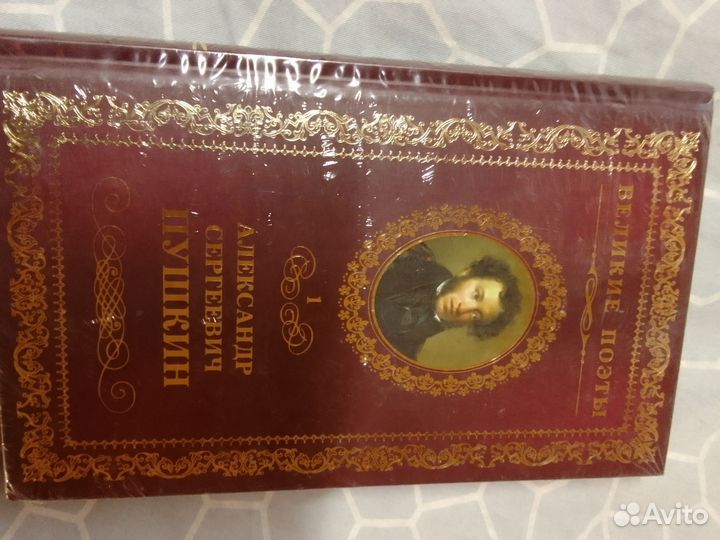 ВЕЛИКИЕ ПОЭТЫ
1
АЛЕКСАНДР
СЕРГЕЕВИЧ
ПУШКИН
Avito